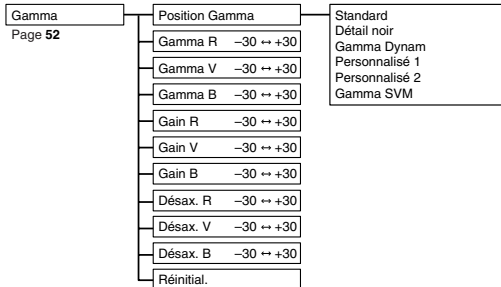 Gamma
Page 52
Position Gamma
Gamma R –30 ↔ +30
Gamma V –30 ↔ +30
Gamma B –30 ↔ +30
Gain R –30 ↔ +30
Gain V –30 ↔ +30
Gain B –30 ↔ +30
Désax. R –30 ↔ +30
Désax. V –30 ↔ +30
Désax. B –30 ↔ +30
Réinitial.
Standard
Détail noir
Gamma Dynam
Personnalisé 1
Personnalisé 2
Gamma SVM